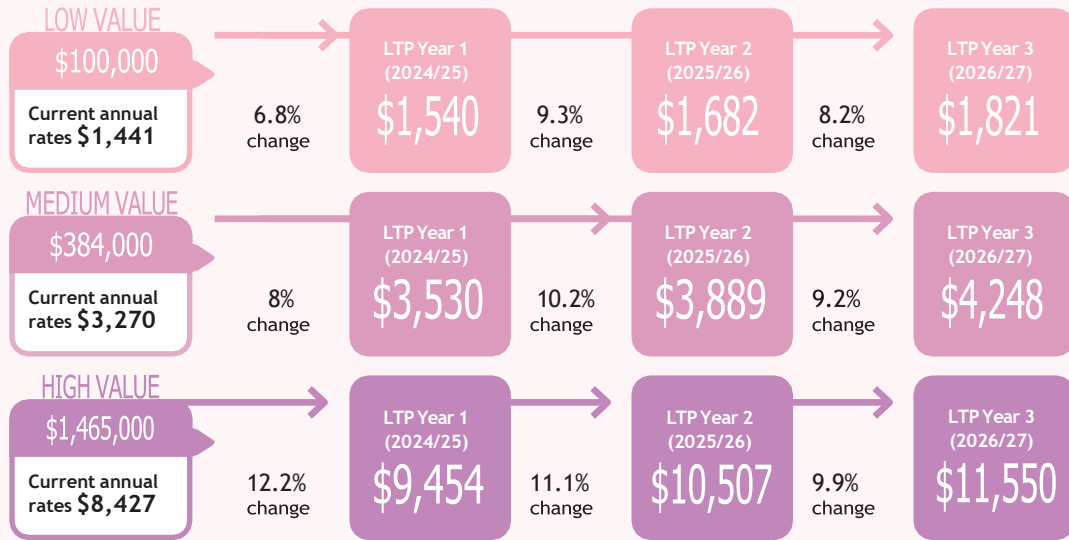 LOW VALUE
$100,000
Current annual
rates $1,441
6.8%
change
LTP Year 1
(2024/25)
$1,540
9.3%
change
LTP Year 2
(2025/26)
$1,682
8.2%
change
LTP Year 3
(2026/27)
$1,821
MEDIUM VALUE
$384,000
Current annual
rates $3,270
8%
change
LTP Year 1
(2024/25)
$3,530
10.2%
change
LTP Year 2
(2025/26)
$3,889
9.2%
change
LTP Year 3
(2026/27)
$4,248
HIGH VALUE
$1,465,000
Current annual
rates $8,427
12.2%
change
LTP Year 1
(2024/25)
$9,454
11.1%
change
LTP Year 2
(2025/26)
$10,507
9.9%
change
LTP Year 3
(2026/27)
$11,550